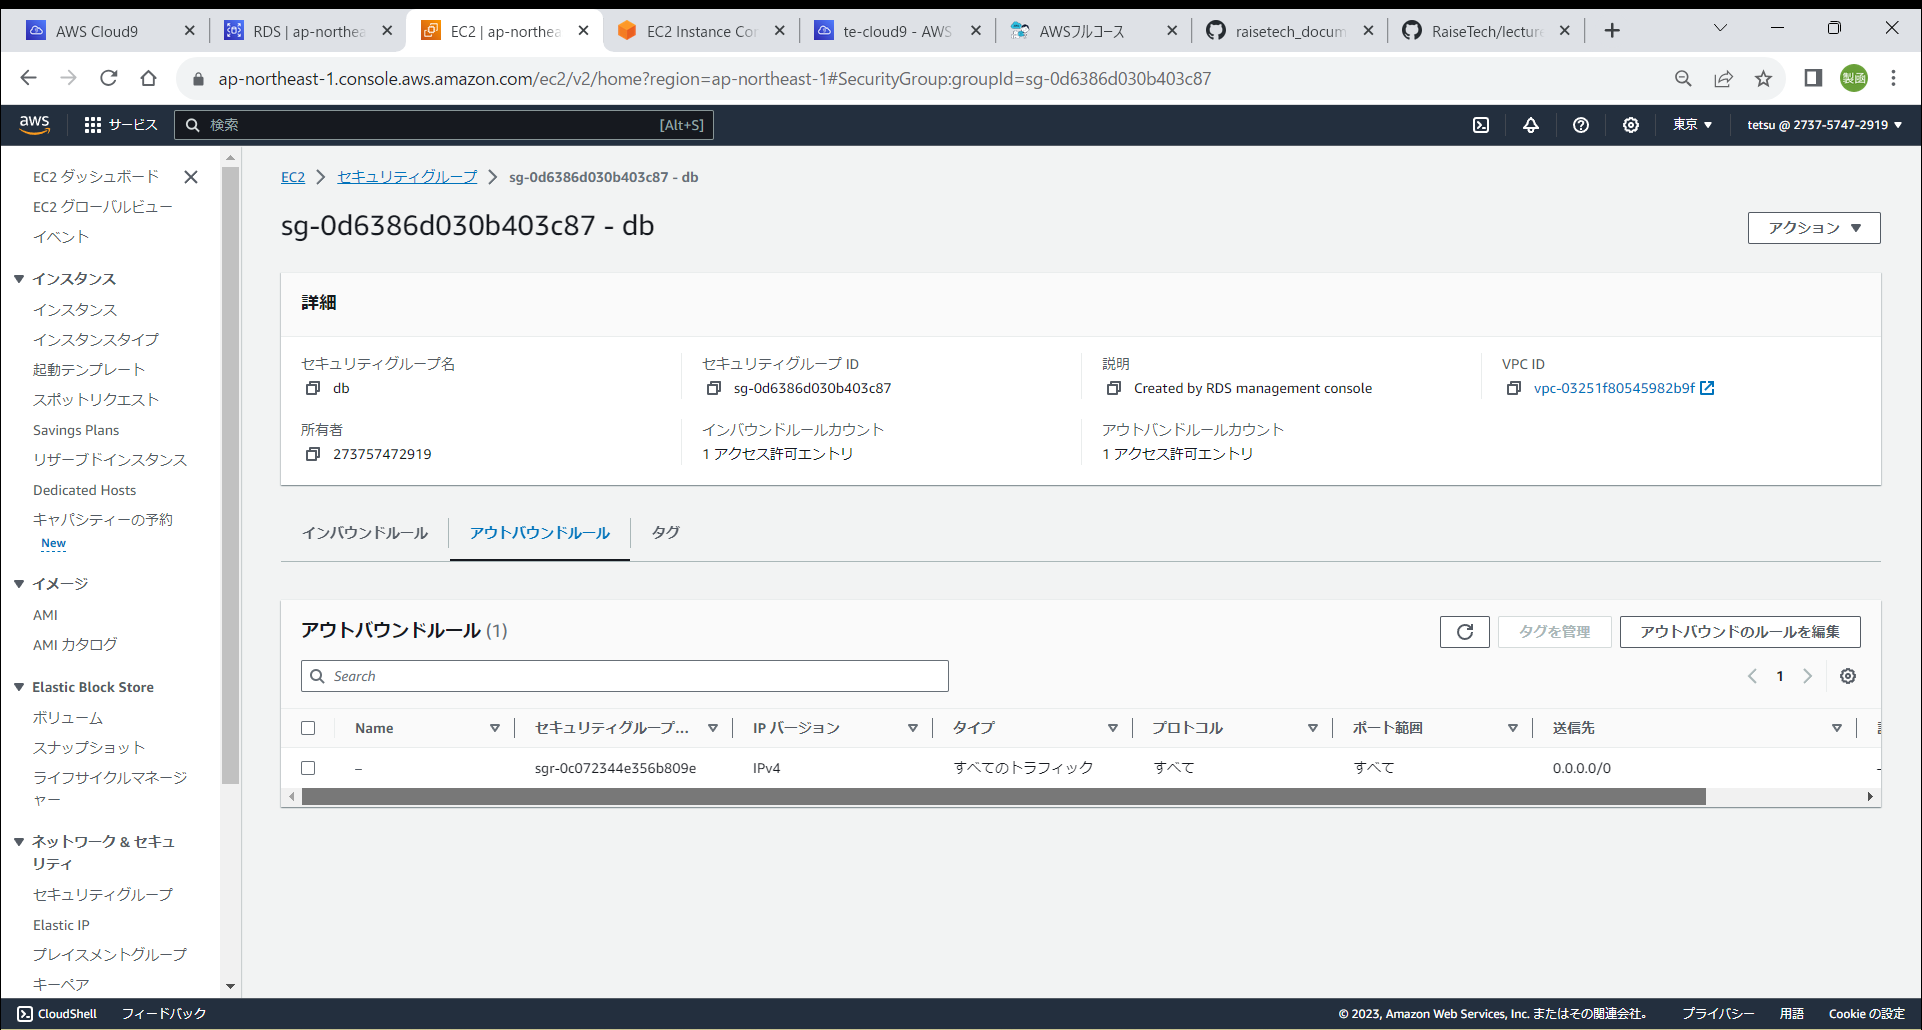 AWS Cloud9
RDS | ap-northea
EC2 | ap-northea
EC2 Instance Co
te-cloud9 - AWS
AWSフルコース
raisetech_docum
RaiseTech/lecture
ap-northeast-1.console.aws.amazon.com/ec2/v2/home?region=ap-northeast-1#SecurityGroup:groupId=sg-0d6386d030b403c87
製函
aws
サービス
検索
[Alt+S]
東京
tetsu @ 2737-5747-2919
EC2 ダッシュボード
EC2 グローバルビュー
イベント
インスタンス
インスタンス
インスタンスタイプ
起動テンプレート
スポットリクエスト
Savings Plans
リザーブドインスタンス
Dedicated Hosts
キャパシティーの予約
New
イメージ
AMI
AMI カタログ
Elastic Block Store
ボリューム
スナップショット
ライフサイクルマネージ
ャー
ネットワーク & セキュ
リティ
セキュリティグループ
Elastic IP
プレイスメントグループ
キーペア
EC2
セキュリティグループ
sg-0d6386d030b403c87 - db
sg-0d6386d030b403c87 - db
アクション
詳細
セキュリティグループ名
db
セキュリティグループ ID
sg-0d6386d030b403c87
説明
Created by RDS management console
VPC ID
vpc-03251f80545982b9f
所有者
273757472919
インバウンドルールカウント
1 アクセス許可エントリ
アウトバンドルールカウント
1 アクセス許可エントリ
インバウンドルール
アウトバウンドルール
タグ
アウトバウンドルール (1)
タグを管理
アウトバウンドのルールを編集
Search
1
Name
セキュリティグループ...
IP バージョン
タイプ
プロトコル
ポート範囲
送信先
–
sgr-0c072344e356b809e
IPv4
すべてのトラフィック
すべて
すべて
0.0.0.0/0
CloudShell
フィードバック
© 2023, Amazon Web Services, Inc. またはその関連会社。
プライバシー
用語
Cookie の設定